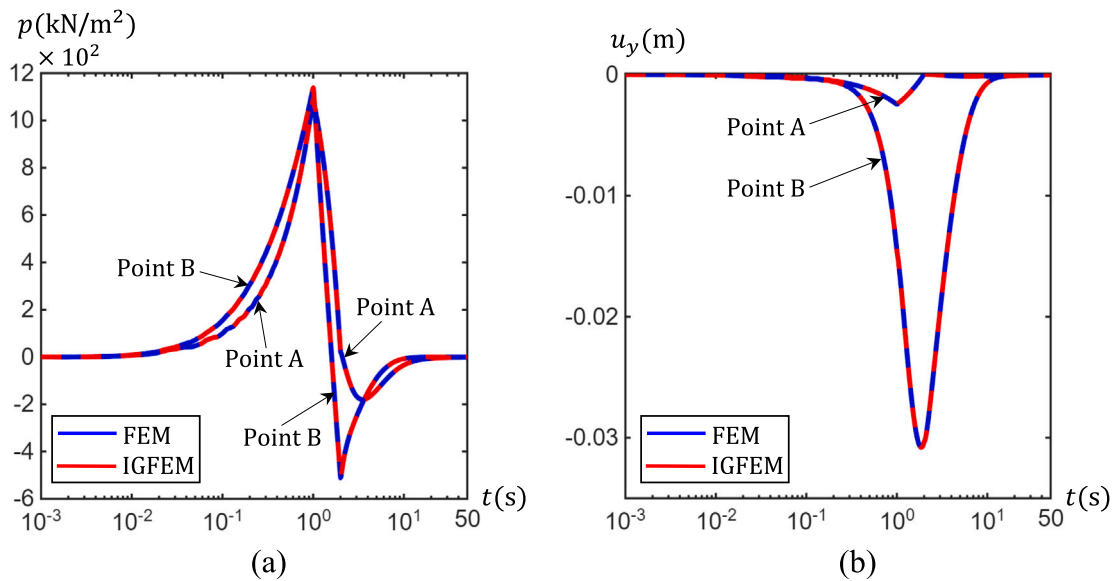 p(kN/m²)
× 10²
12
10
8
6
4
2
0
-2
-4
-6
Point B
Point A
Point A
Point B
FEM
IGFEM
10⁻³
10⁻²
10⁻¹
10⁰
10¹
50
t(s)
(a)
u_y(m)
0
-0.01
-0.02
-0.03
Point A
Point B
FEM
IGFEM
10⁻³
10⁻²
10⁻¹
10⁰
10¹
50
t(s)
(b)